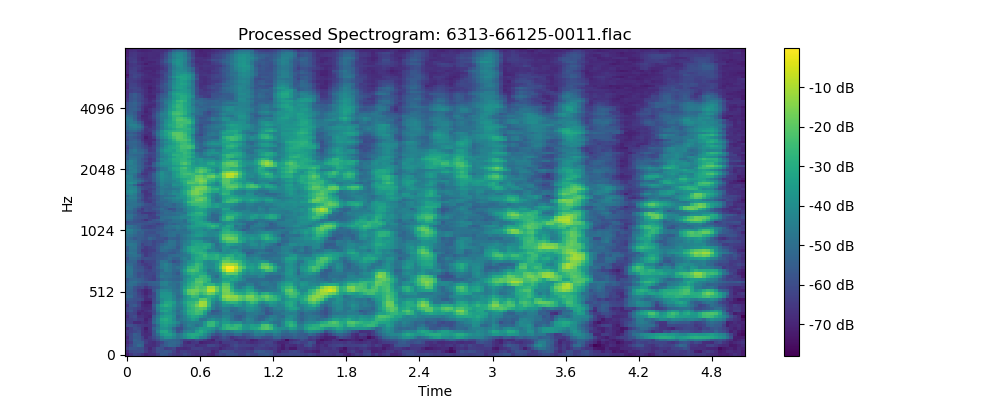 Processed Spectrogram: 6313-66125-0011.flac
4096
2048
1024
512
0
Hz
0
0.6
1.2
1.8
2.4
3
3.6
4.2
4.8
Time
-10 dB
-20 dB
-30 dB
-40 dB
-50 dB
-60 dB
-70 dB